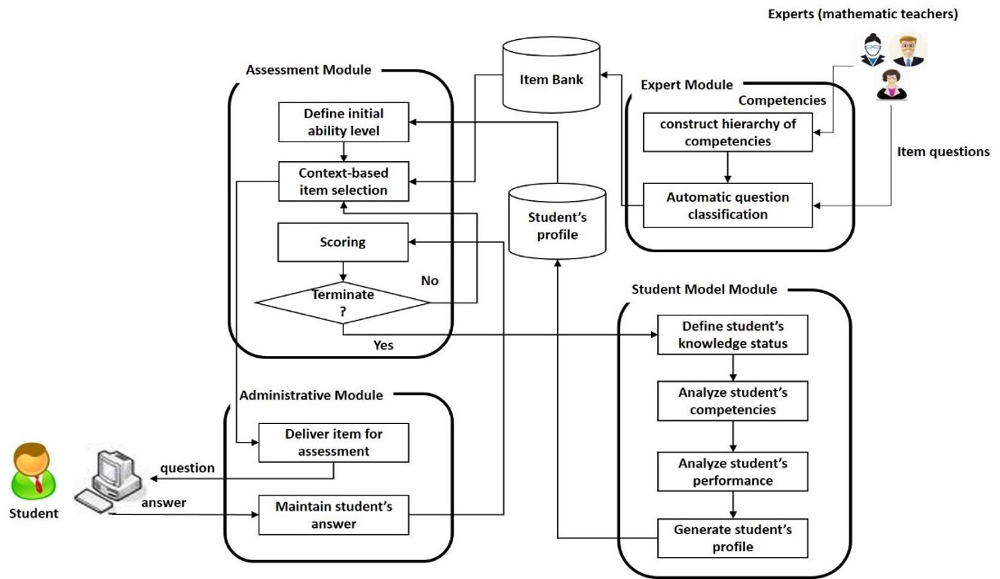 Experts (mathematic teachers)
Assessment Module
Item Bank
Expert Module
Competencies
Define initial
ability level
construct hierarchy of
competencies
Item questions
Context-based
item selection
Automatic question
classification
Student's
profile
Scoring
No
Terminate
?
Yes
Student Model Module
Define student's
knowledge status
Analyze student's
competencies
Administrative Module
Deliver item for
assessment
question
Analyze student's
performance
answer
Maintain student's
answer
Student
Generate student's
profile